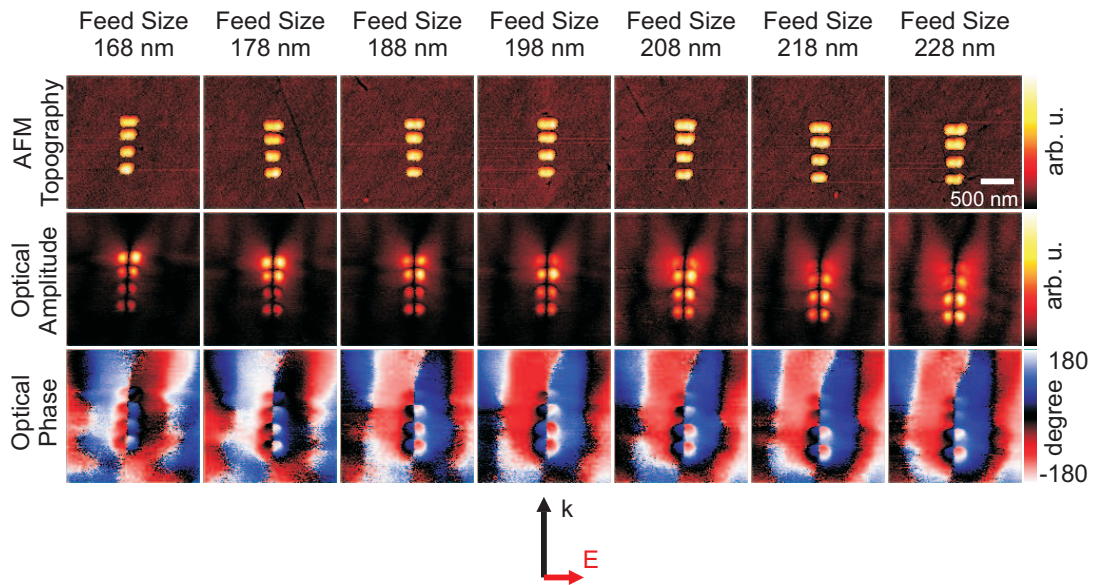 Feed Size
168 nm
Feed Size
178 nm
Feed Size
188 nm
Feed Size
198 nm
Feed Size
208 nm
Feed Size
218 nm
Feed Size
228 nm
AFM
Topography
500 nm
arb. u.
Optical
Amplitude
arb. u.
Optical
Phase
180
degree
-180
k
E